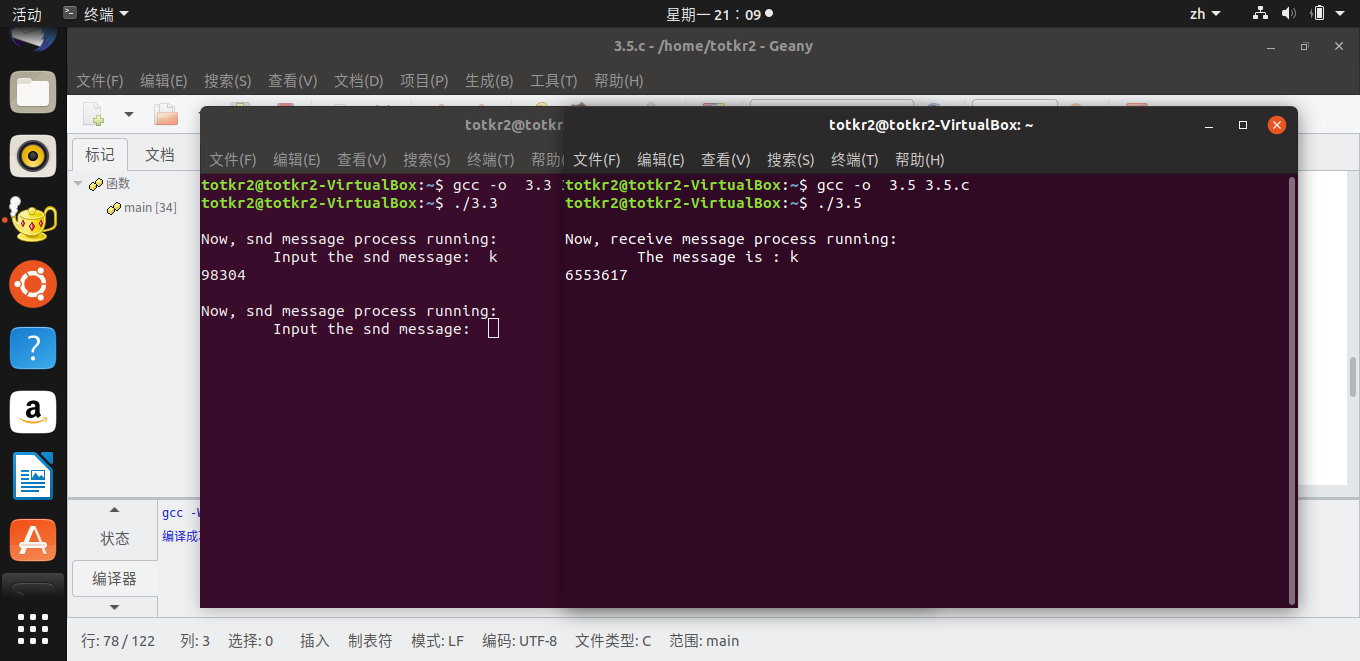 活动 终端 星期一 21：09 zh
3.5.c - /home/totkr2 - Geany
文件(F) 编辑(E) 搜索(S) 查看(V) 文档(D) 项目(P) 生成(B) 工具(T) 帮助(H)
标记 文档
函数
main [34]
totkr2@totkr
文件(F) 编辑(E) 查看(V) 搜索(S) 终端(T) 帮助(
totkr2@totkr2-VirtualBox:~$ gcc -o  3.3
totkr2@totkr2-VirtualBox:~$ ./3.3
Now, snd message process running:
Input the snd message:  k
98304
Now, snd message process running:
Input the snd message:
totkr2@totkr2-VirtualBox: ~
文件(F) 编辑(E) 查看(V) 搜索(S) 终端(T) 帮助(H)
totkr2@totkr2-VirtualBox:~$ gcc -o  3.5 3.5.c
totkr2@totkr2-VirtualBox:~$ ./3.5
Now, receive message process running:
The message is : k
6553617
状态
编译器
gcc -W
编译成
行: 78 / 122 列: 3 选择: 0 插入 制表符 模式: LF 编码: UTF-8 文件类型: C 范围: main